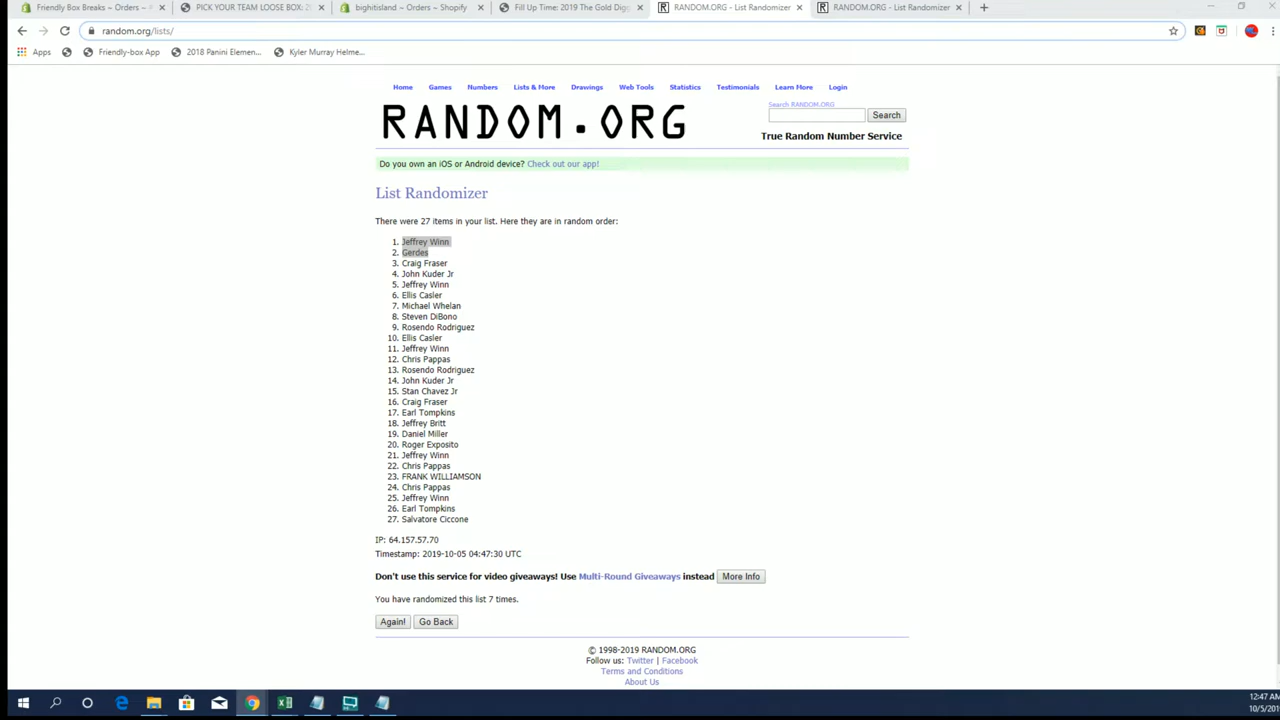 Friendly Box Breaks ~ Orders ~
PICK YOUR TEAM LOOSE BOX: 2
bighitisland ~ Orders ~ Shopify
Fill Up Time: 2019 The Gold Digg
RANDOM.ORG - List Randomizer
RANDOM.ORG - List Randomizer
random.org/lists/
Apps
Friendly-box App
2018 Panini Elemen...
Kyler Murray Helme...
Home Games Numbers Lists & More Drawings Web Tools Statistics Testimonials Learn More Login
RANDOM.ORG
Search RANDOM.ORG
Search
True Random Number Service
Do you own an iOS or Android device? Check out our app!
List Randomizer
There were 27 items in your list. Here they are in random order:
1. Jeffrey Winn
2. Gerdes
3. Craig Fraser
4. John Kuder Jr
5. Jeffrey Winn
6. Ellis Casler
7. Michael Whelan
8. Steven DiBono
9. Rosendo Rodriguez
10. Ellis Casler
11. Jeffrey Winn
12. Chris Pappas
13. Rosendo Rodriguez
14. John Kuder Jr
15. Stan Chavez Jr
16. Craig Fraser
17. Earl Tompkins
18. Jeffrey Britt
19. Daniel Miller
20. Roger Exposito
21. Jeffrey Winn
22. Chris Pappas
23. FRANK WILLIAMSON
24. Chris Pappas
25. Jeffrey Winn
26. Earl Tompkins
27. Salvatore Ciccone
IP: 64.157.57.70
Timestamp: 2019-10-05 04:47:30 UTC
Don't use this service for video giveaways! Use Multi-Round Giveaways instead More Info
You have randomized this list 7 times.
Again! Go Back
© 1998-2019 RANDOM.ORG
Follow us: Twitter | Facebook
Terms and Conditions
About Us
12:47 AM
10/5/201